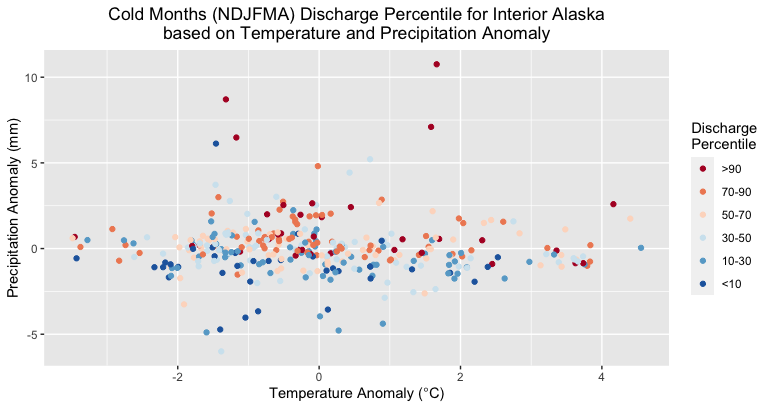 Cold Months (NDJFMA) Discharge Percentile for Interior Alaska
based on Temperature and Precipitation Anomaly
Precipitation Anomaly (mm)
10
5
0
-5
-2
0
2
4
Temperature Anomaly (°C)
Discharge
Percentile
>90
70-90
50-70
30-50
10-30
<10